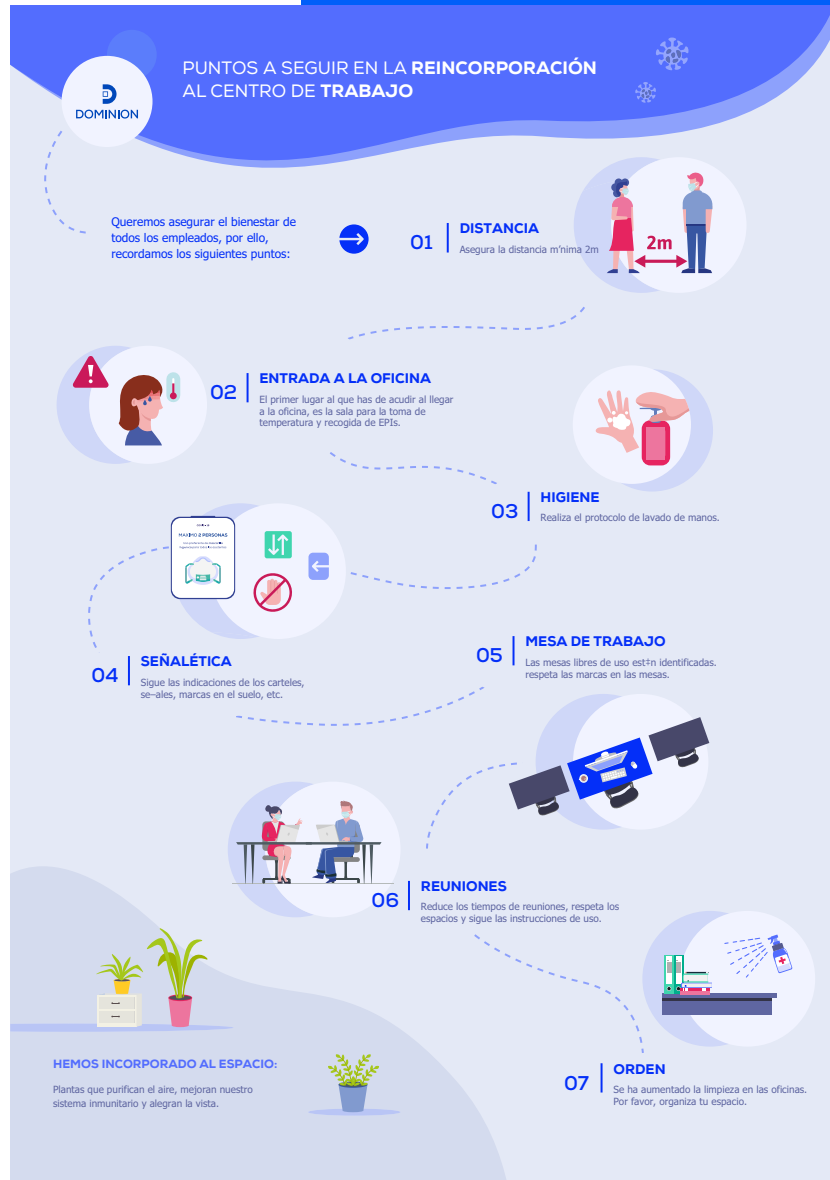 PUNTOS A SEGUIR EN LA REINCORPORACIÓN
AL CENTRO DE TRABAJO
DOMINION
Queremos asegurar el bienestar de
todos los empleados, por ello,
recordamos los siguientes puntos:
01
DISTANCIA
Asegura la distancia m'nima 2m
2m
02
ENTRADA A LA OFICINA
El primer lugar al que has de acudir al llegar
a la oficina, es la sala para la toma de
temperatura y recogida de EPIs.
03
HIGIENE
Realiza el protocolo de lavado de manos.
MAXIMO 2 PERSONAS
04
SEÑALÉTICA
Sigue las indicaciones de los carteles,
se–ales, marcas en el suelo, etc.
05
MESA DE TRABAJO
Las mesas libres de uso est‡n identificadas.
respeta las marcas en las mesas.
06
REUNIONES
Reduce los tiempos de reuniones, respeta los
espacios y sigue las instrucciones de uso.
07
ORDEN
Se ha aumentado la limpieza en las oficinas.
Por favor, organiza tu espacio.
HEMOS INCORPORADO AL ESPACIO:
Plantas que purifican el aire, mejoran nuestro
sistema inmunitario y alegran la vista.